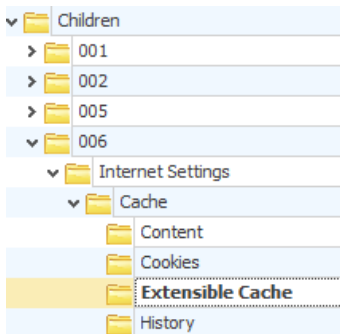 Children
001
002
005
006
Internet Settings
Cache
Content
Cookies
Extensible Cache
History